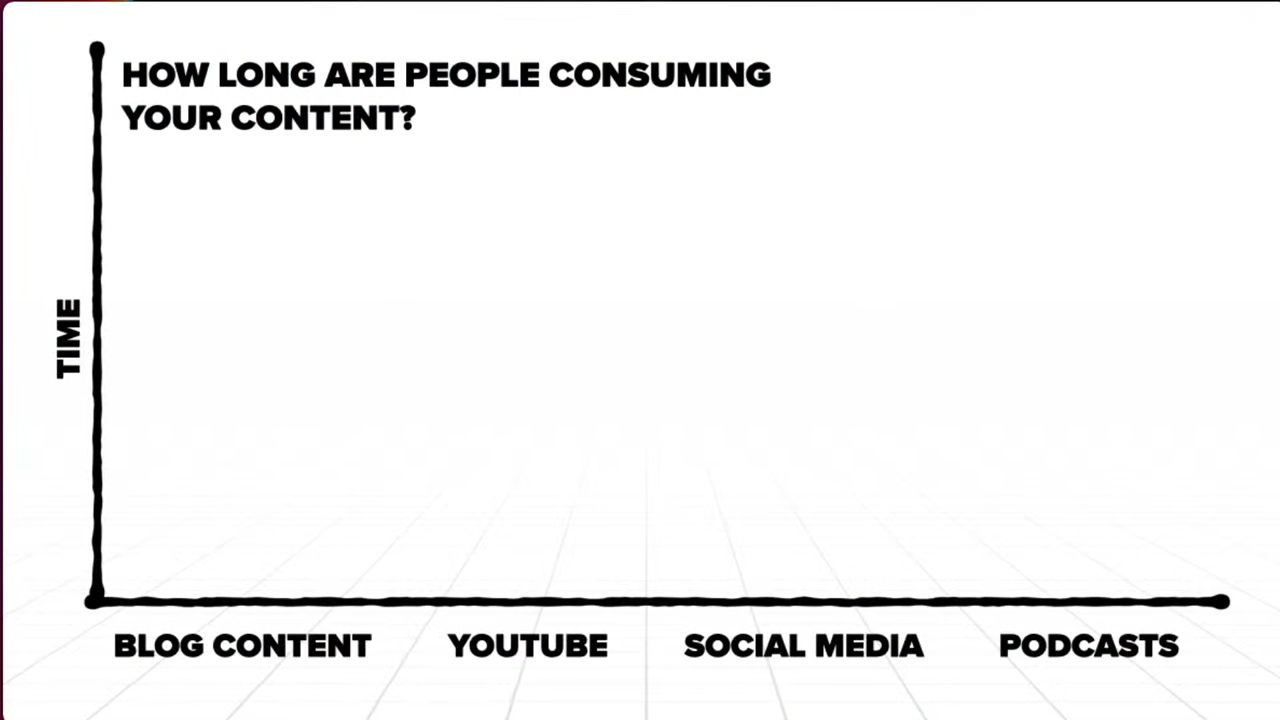 HOW LONG ARE PEOPLE CONSUMING
YOUR CONTENT?
TIME
BLOG CONTENT
YOUTUBE
SOCIAL MEDIA
PODCASTS